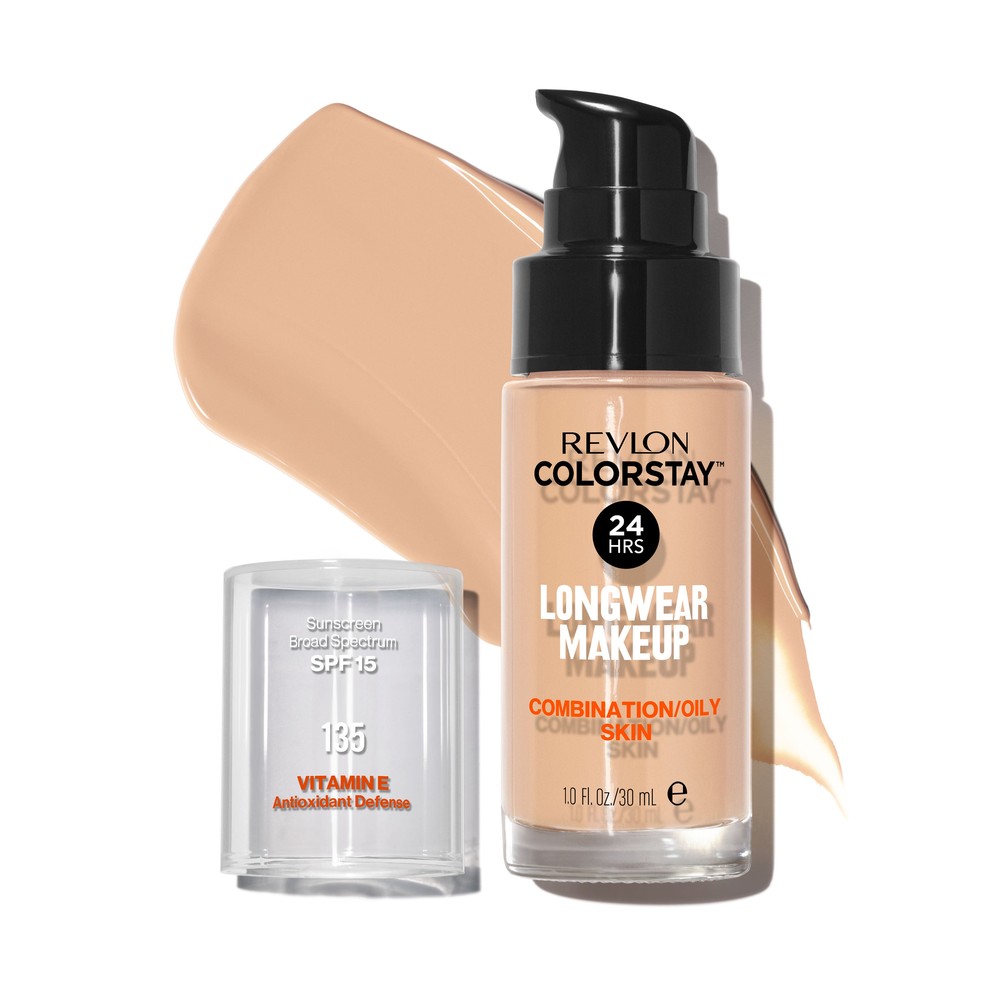 REVLON
COLORSTAY™
24
HRS
LONGWEAR
MAKEUP
COMBINATION/OILY
SKIN
1.0 Fl. Oz./30 mL e
Sunscreen
Broad Spectrum
SPF 15
135
VITAMIN E
Antioxidant Defense